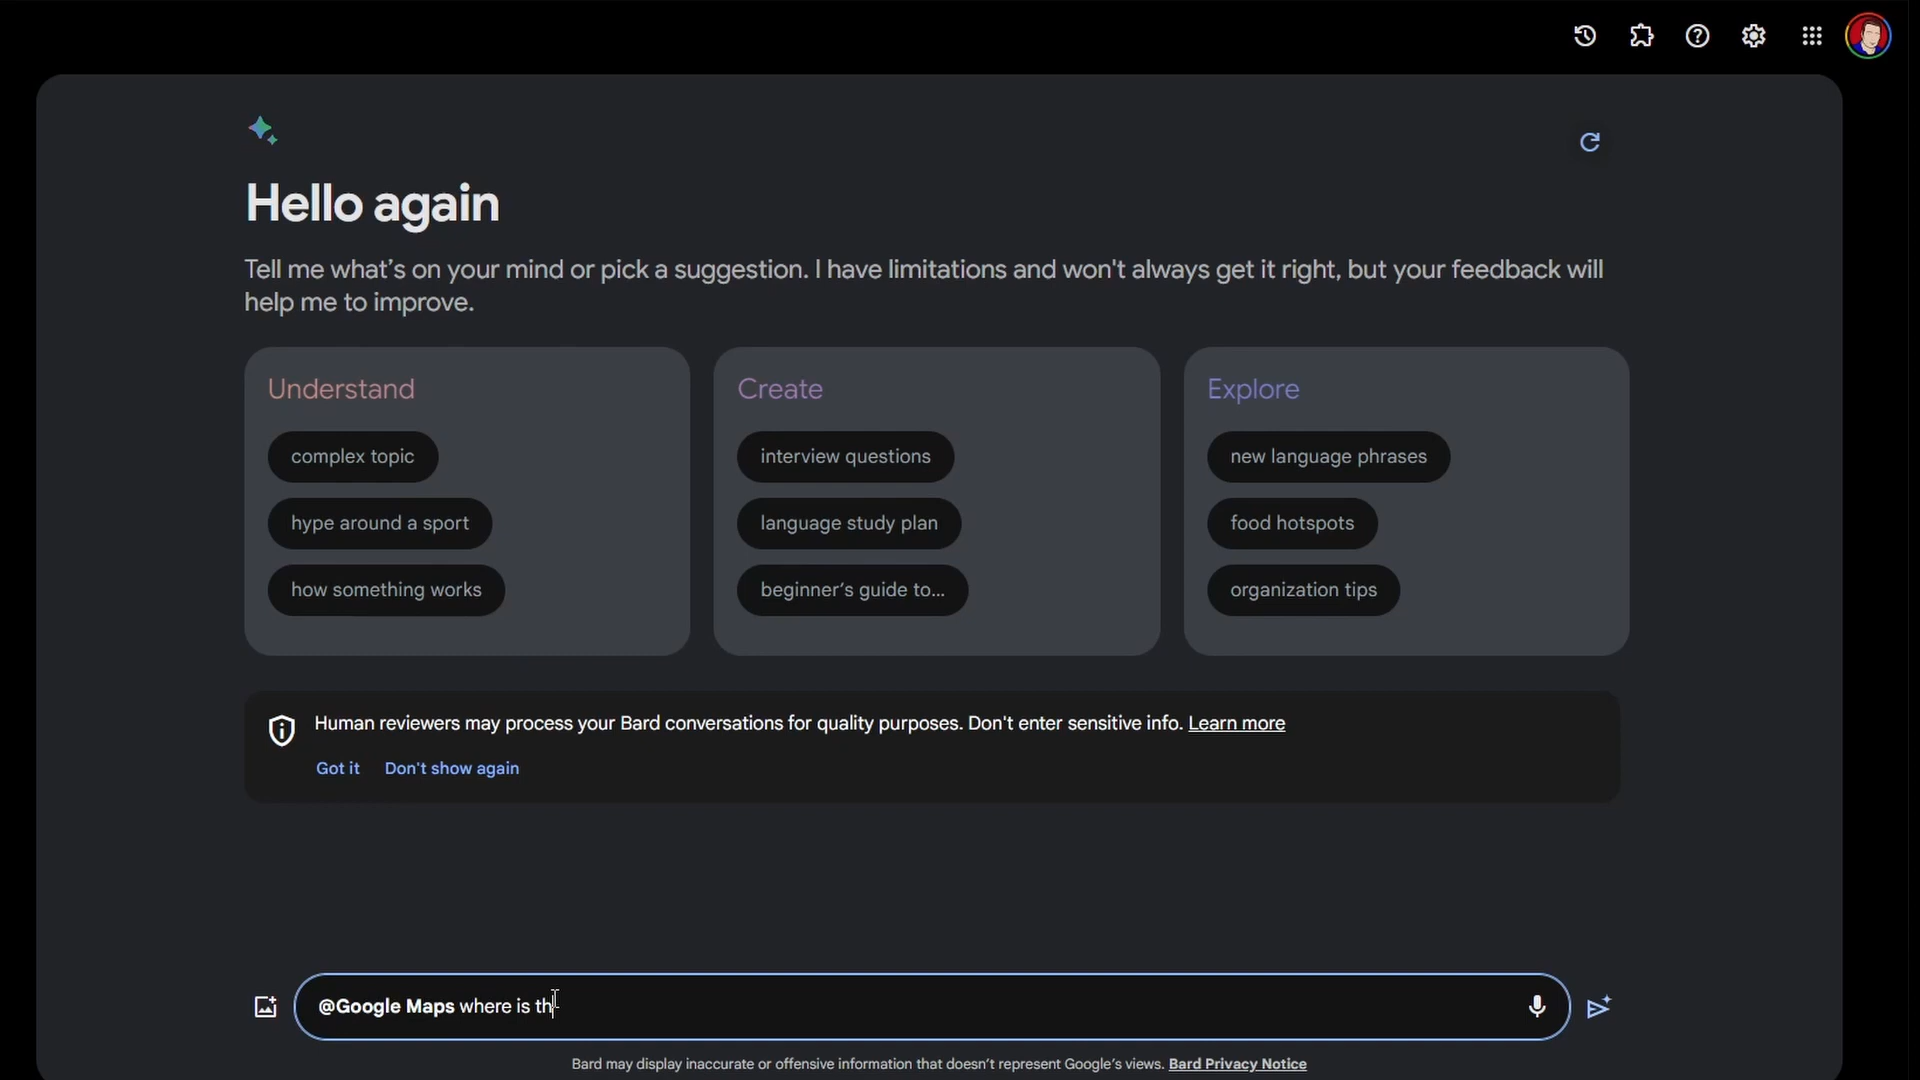 Hello again
Tell me what’s on your mind or pick a suggestion. I have limitations and won't always get it right, but your feedback will
help me to improve.
Understand
complex topic
hype around a sport
how something works
Create
interview questions
language study plan
beginner’s guide to...
Explore
new language phrases
food hotspots
organization tips
Human reviewers may process your Bard conversations for quality purposes. Don't enter sensitive info. Learn more
Got it Don't show again
@Google Maps where is th
Bard may display inaccurate or offensive information that doesn’t represent Google’s views. Bard Privacy Notice